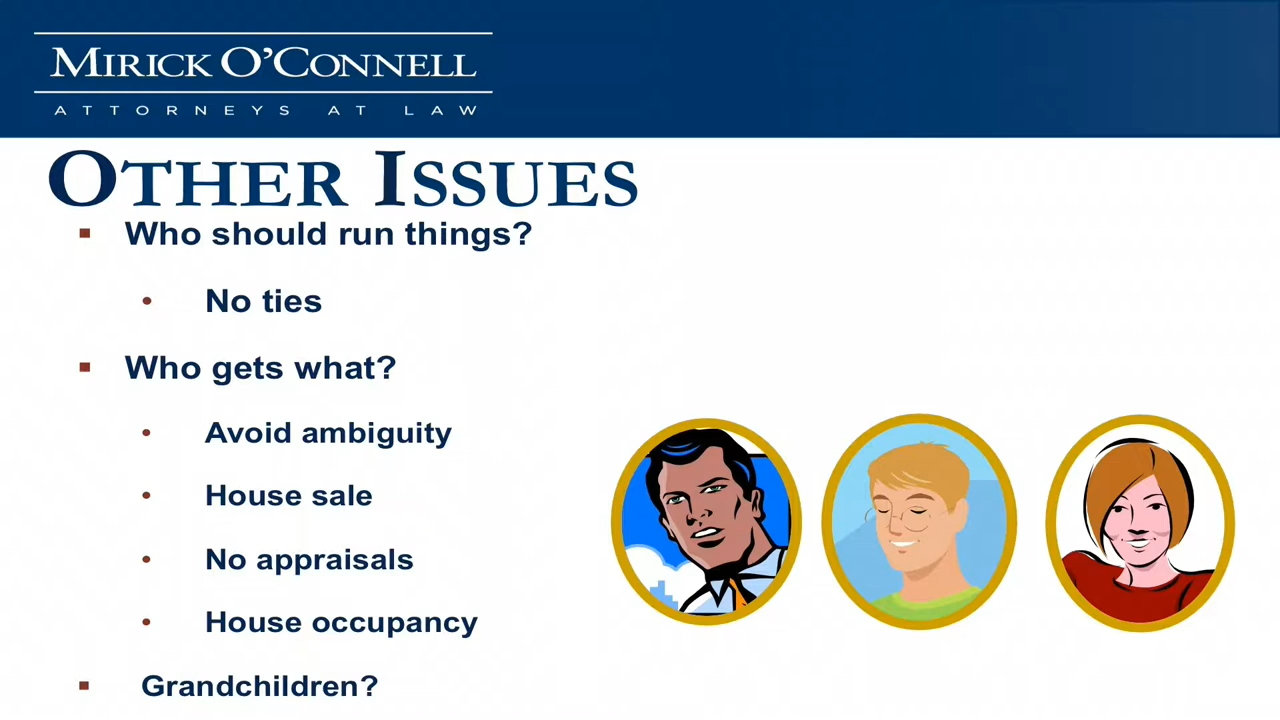 MIRICK O'CONNELL
ATTORNEYS AT LAW
OTHER ISSUES
▪ Who should run things?
• No ties
▪ Who gets what?
• Avoid ambiguity
• House sale
• No appraisals
• House occupancy
▪ Grandchildren?